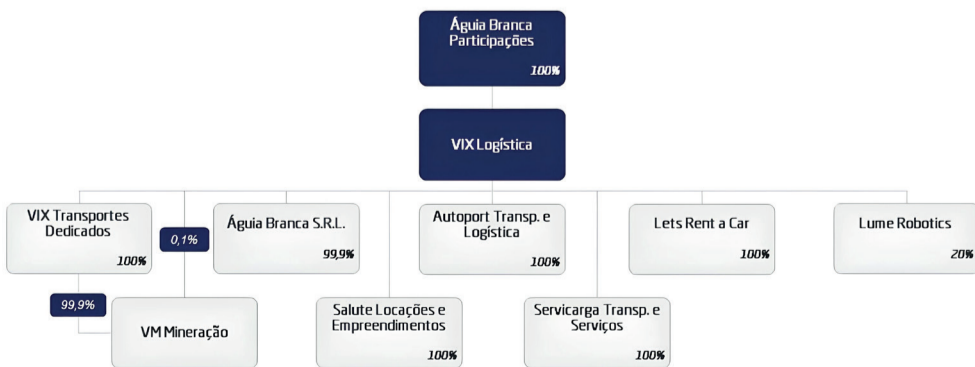 Águia Branca
Participações
100%
VIX Logística
VIX Transportes
Dedicados
100%
0,1%
Águia Branca S.R.L.
99,9%
Autoport Transp. e
Logística
100%
Lets Rent a Car
100%
Lume Robotics
20%
99,9%
VM Mineração
Salute Locações e
Empreendimentos
100%
Servicarga Transp. e
Serviços
100%